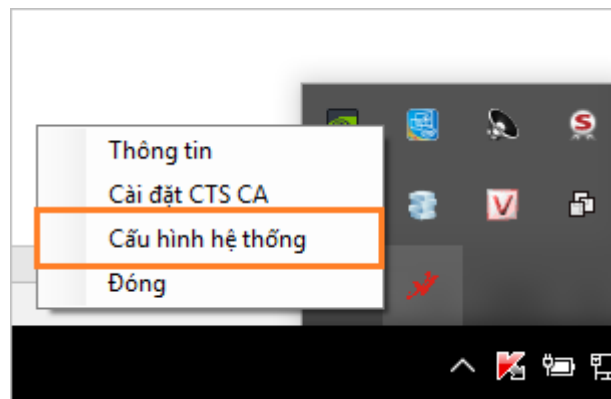 Thông tin
Cài đặt CTS CA
Cấu hình hệ thống
Đóng